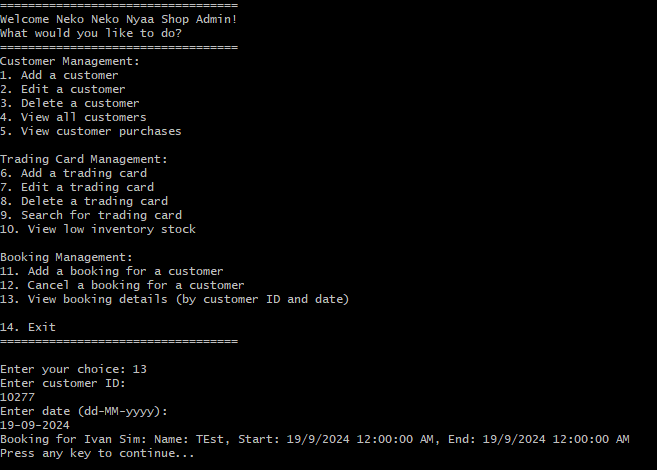 ==================================
Welcome Neko Neko Nyaa Shop Admin!
What would you like to do?
==================================
Customer Management:
1. Add a customer
2. Edit a customer
3. Delete a customer
4. View all customers
5. View customer purchases
Trading Card Management:
6. Add a trading card
7. Edit a trading card
8. Delete a trading card
9. Search for trading card
10. View low inventory stock
Booking Management:
11. Add a booking for a customer
12. Cancel a booking for a customer
13. View booking details (by customer ID and date)
14. Exit
==================================
Enter your choice: 13
Enter customer ID:
10277
Enter date (dd-MM-yyyy):
19-09-2024
Booking for Ivan Sim: Name: TEst, Start: 19/9/2024 12:00:00 AM, End: 19/9/2024 12:00:00 AM
Press any key to continue...